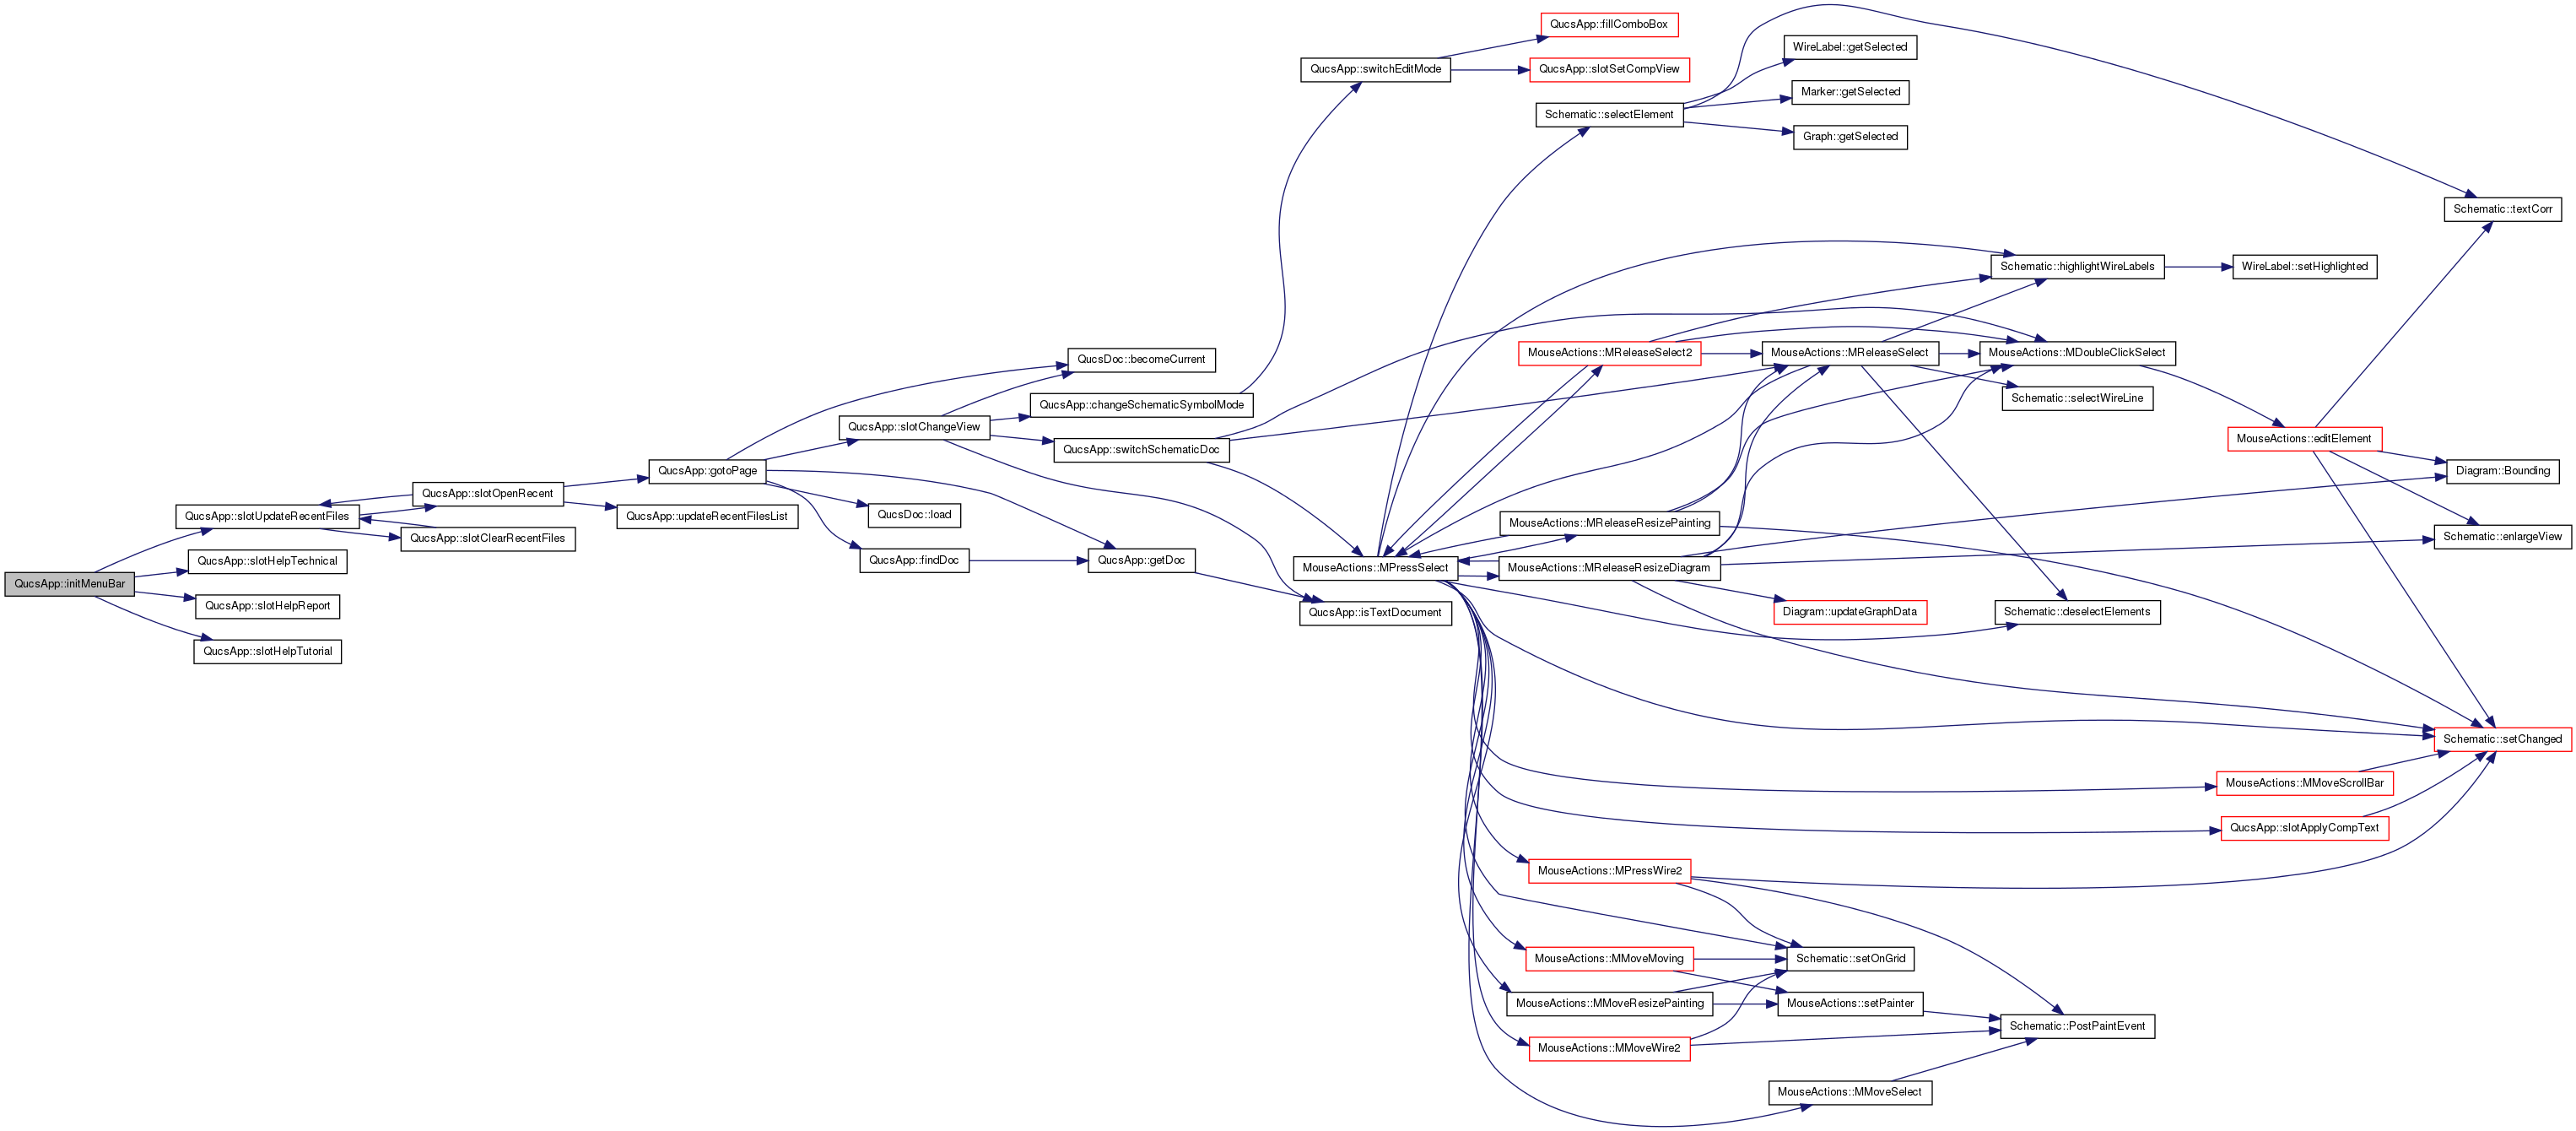 QucsApp::initMenuBar
QucsApp::slotUpdateRecentFiles
QucsApp::slotHelpTechnical
QucsApp::slotHelpReport
QucsApp::slotHelpTutorial
QucsApp::slotOpenRecent
QucsApp::slotClearRecentFiles
QucsApp::gotoPage
QucsApp::updateRecentFilesList
QucsDoc::becomeCurrent
QucsApp::slotChangeView
QucsDoc::load
QucsApp::findDoc
QucsApp::changeSchematicSymbolMode
QucsApp::switchSchematicDoc
QucsApp::getDoc
QucsApp::switchEditMode
MouseActions::MPressSelect
QucsApp::isTextDocument
QucsApp::fillComboBox
QucsApp::slotSetCompView
Schematic::selectElement
MouseActions::MReleaseSelect2
MouseActions::MReleaseResizePainting
MouseActions::MReleaseResizeDiagram
MouseActions::MPressWire2
MouseActions::MMoveMoving
MouseActions::MMoveResizePainting
MouseActions::MMoveWire2
WireLabel::getSelected
Marker::getSelected
Graph::getSelected
MouseActions::MReleaseSelect
Diagram::updateGraphData
Schematic::setOnGrid
MouseActions::setPainter
MouseActions::MMoveSelect
Schematic::highlightWireLabels
MouseActions::MDoubleClickSelect
Schematic::selectWireLine
Schematic::deselectElements
Schematic::PostPaintEvent
WireLabel::setHighlighted
MouseActions::editElement
MouseActions::MMoveScrollBar
QucsApp::slotApplyCompText
Schematic::textCorr
Diagram::Bounding
Schematic::enlargeView
Schematic::setChanged